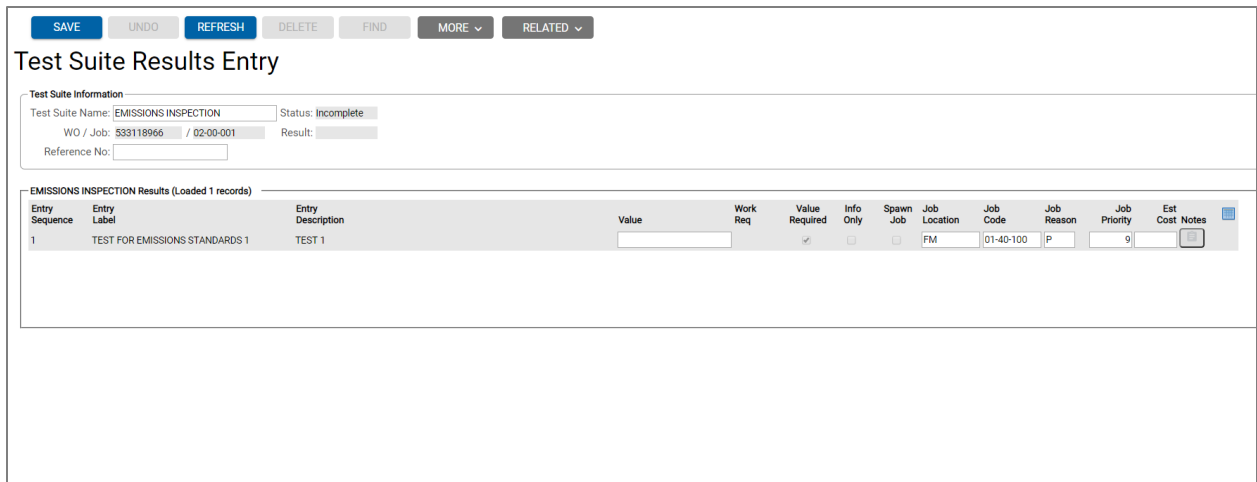 SAVE UNDO REFRESH DELETE FIND MORE RELATED
Test Suite Results Entry
Test Suite Information
Test Suite Name: EMISSIONS INSPECTION Status: Incomplete
WO / Job: 533118966 / 02-00-001 Result:
Reference No:
EMISSIONS INSPECTION Results (Loaded 1 records)
Entry Sequence Entry Label Entry Description Value Work Req Value Required Info Only Spawn Job Job Location Job Code Job Reason Job Priority Est Cost Notes
1 TEST FOR EMISSIONS STANDARDS 1 TEST 1 FM 01-40-100 P 9